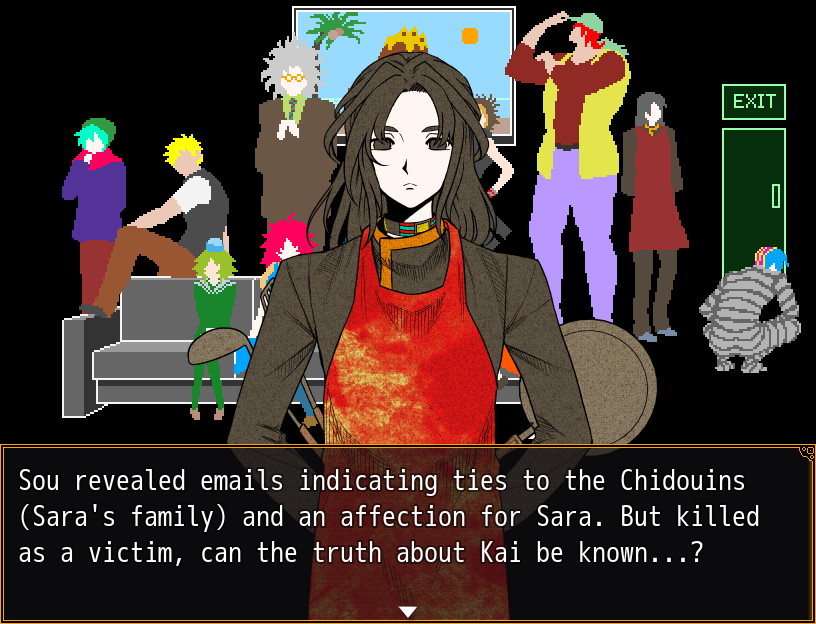 EXIT
Sou revealed emails indicating ties to the Chidouins
(Sara's family) and an affection for Sara. But killed
as a victim, can the truth about Kai be known...?